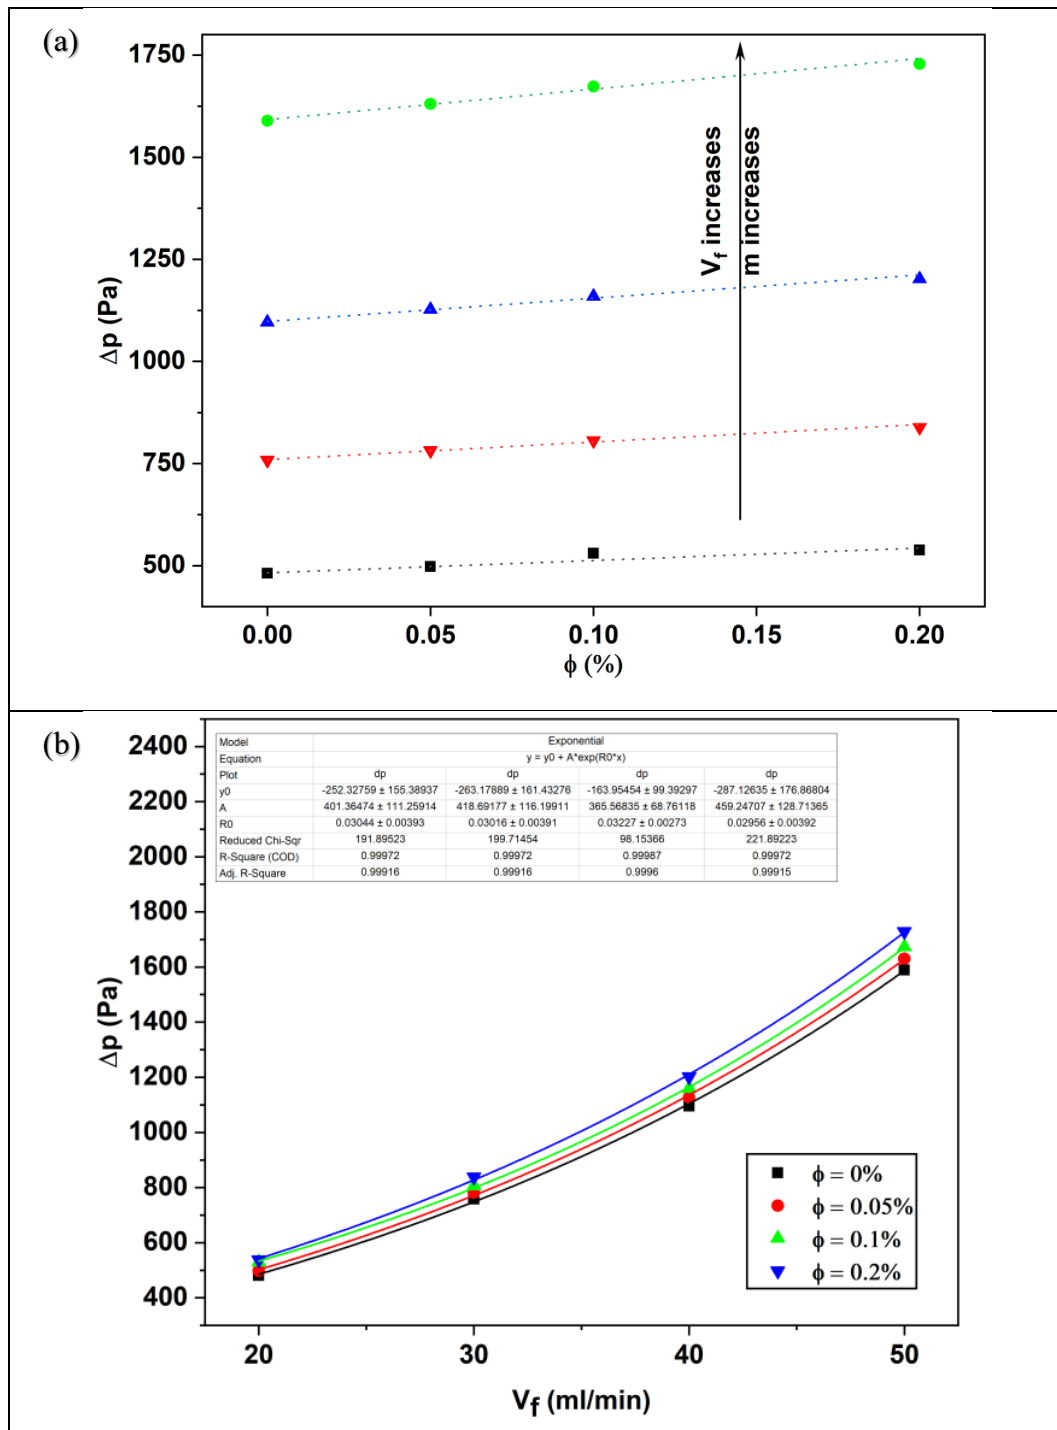 (a)
1750
1500
1250
1000
750
500
Δp (Pa)
V_f increases
m increases
0.00 0.05 0.10 0.15 0.20
ϕ (%)
(b)
2400
2200
2000
1800
1600
1400
1200
1000
800
600
400
Δp (Pa)
Model Exponential
Equation y = y0 + A*exp(R0*x)
Plot dp dp dp dp
y0 -252.32759 ± 155.38937 -263.17889 ± 161.43276 -163.95454 ± 99.39297 -287.12635 ± 176.86804
A 401.36474 ± 111.25914 418.69177 ± 116.19911 365.56835 ± 68.76118 459.24707 ± 128.71365
R0 0.03044 ± 0.00393 0.03016 ± 0.00391 0.03227 ± 0.00273 0.02956 ± 0.00392
Reduced Chi-Sqr 191.89523 199.71454 98.15366 221.89223
R-Square (COD) 0.99972 0.99972 0.99987 0.99972
Adj. R-Square 0.99916 0.99916 0.9996 0.99915
ϕ = 0%
ϕ = 0.05%
ϕ = 0.1%
ϕ = 0.2%
20 30 40 50
V_f (ml/min)